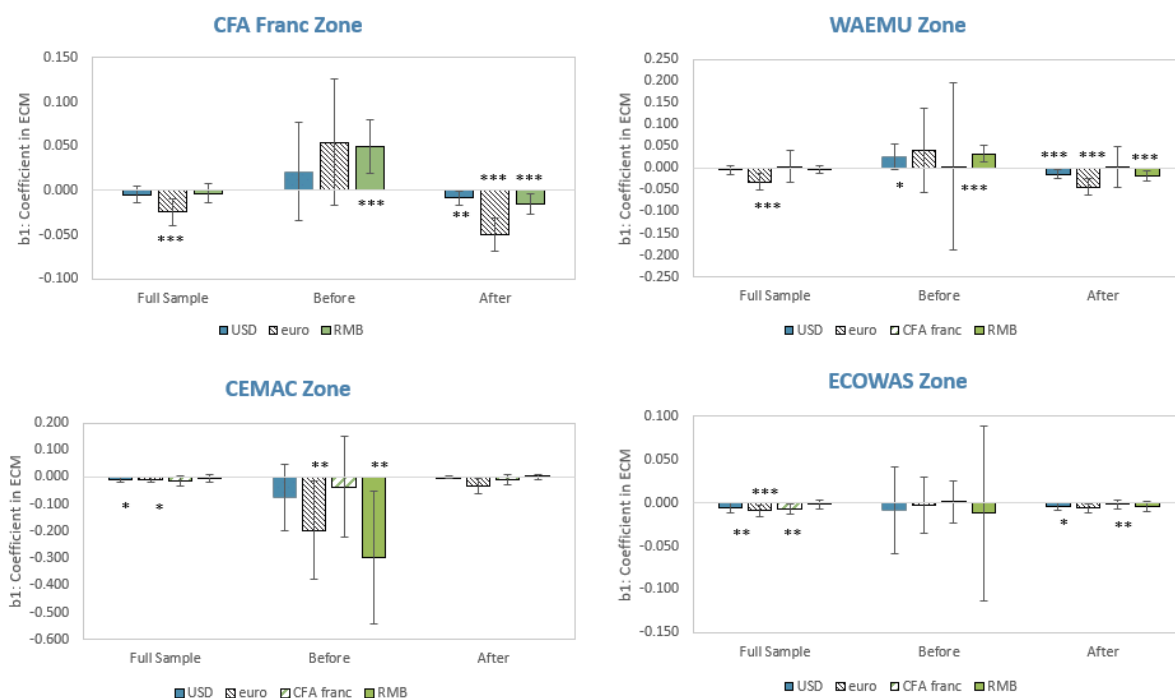 CFA Franc Zone
b1: Coefficient in ECM
0.150
0.100
0.050
0.000
-0.050
-0.100
***
***
**
***
***
Full Sample
Before
After
USD
euro
RMB
WAEMU Zone
b1: Coefficient in ECM
0.250
0.200
0.150
0.100
0.050
0.000
-0.050
-0.100
-0.150
-0.200
-0.250
***
*
***
***
***
***
Full Sample
Before
After
USD
euro
CFA franc
RMB
CEMAC Zone
b1: Coefficient in ECM
0.200
0.100
0.000
-0.100
-0.200
-0.300
-0.400
-0.500
-0.600
*
*
**
**
Full Sample
Before
After
USD
euro
CFA franc
RMB
ECOWAS Zone
b1: Coefficient in ECM
0.100
0.050
0.000
-0.050
-0.100
-0.150
**
***
**
*
**
Full Sample
Before
After
USD
euro
CFA franc
RMB